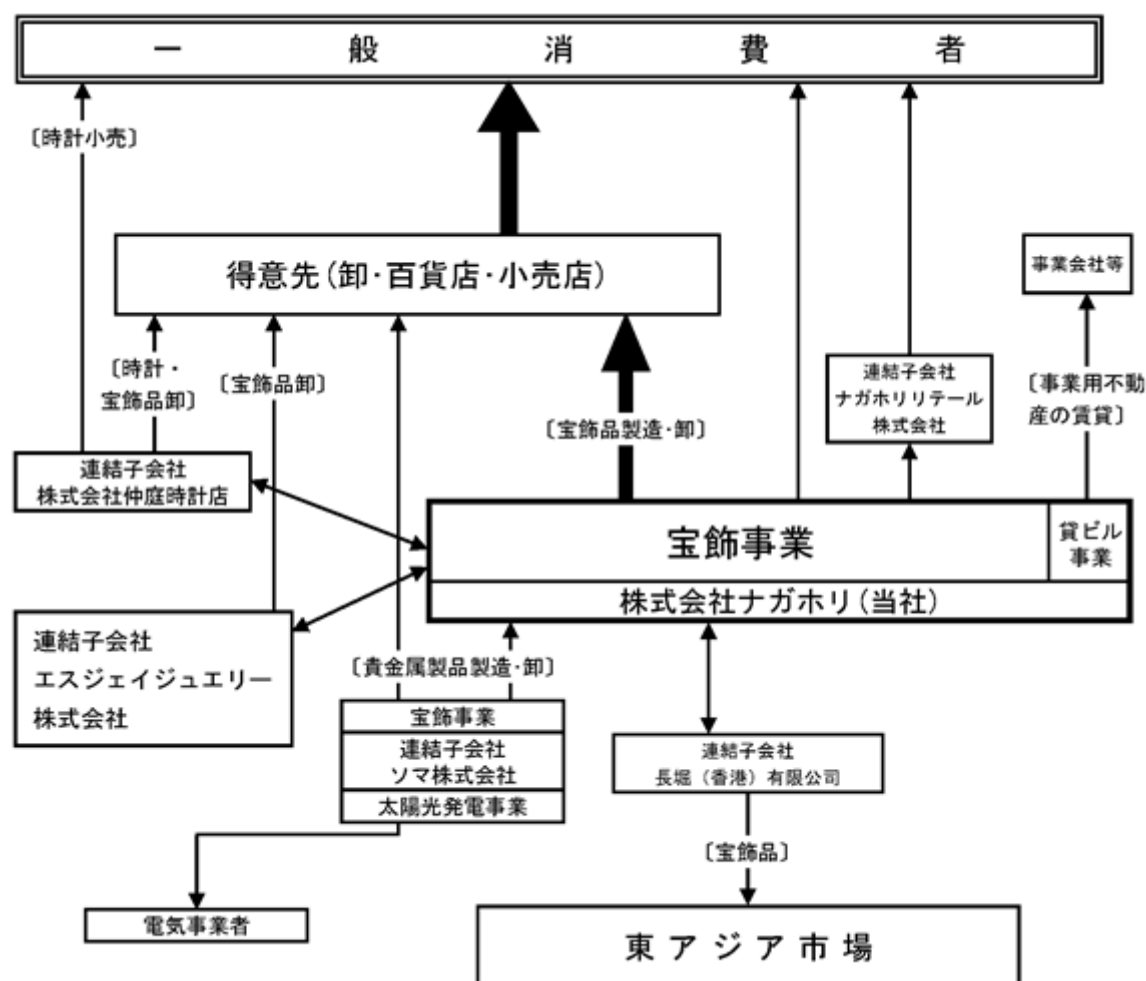 一般消費者
〔時計小売〕
得意先(卸・百貨店・小売店)
事業会社等
〔時計・
宝飾品卸〕
〔宝飾品卸〕
〔宝飾品製造・卸〕
連結子会社
ナガホリリテール
株式会社
〔事業用不動
産の賃貸〕
連結子会社
株式会社仲庭時計店
宝飾事業
貸ビル
事業
株式会社ナガホリ(当社)
連結子会社
エスジェイジュエリー
株式会社
〔貴金属製品製造・卸〕
宝飾事業
連結子会社
ソマ株式会社
太陽光発電事業
連結子会社
長堀（香港）有限公司
〔宝飾品〕
電気事業者
東アジア市場